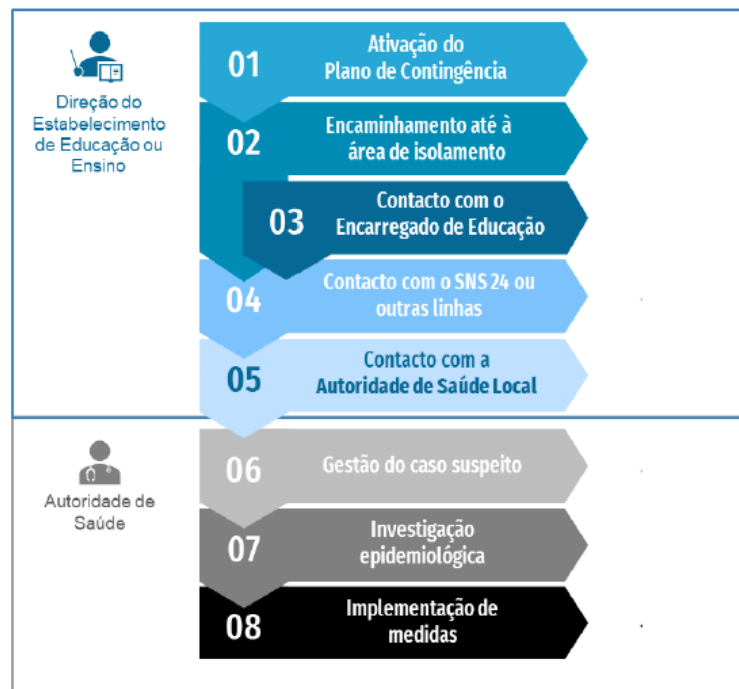 Direção do
Estabelecimento
de Educação ou
Ensino
01
Ativação do
Plano de Contingência
02
Encaminhamento até à
área de isolamento
03
Contacto com o
Encarregado de Educação
04
Contacto com o SNS 24 ou
outras linhas
05
Contacto com a
Autoridade de Saúde Local
Autoridade de
Saúde
06
Gestão do caso suspeito
07
Investigação
epidemiológica
08
Implementação de
medidas